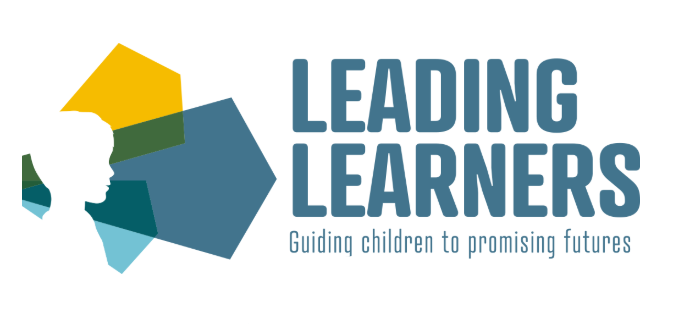 LEADING
LEARNERS
Guiding children to promising futures